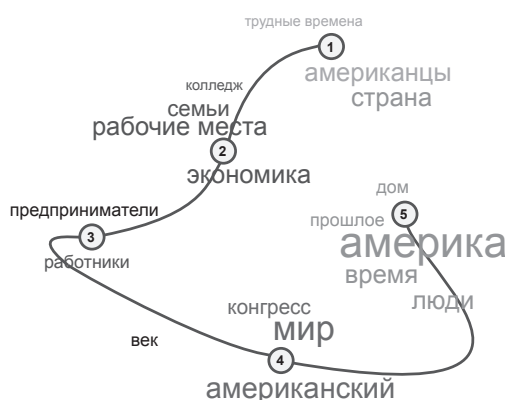 трудные времена
1
американцы
страна
колледж
семьи
рабочие места
2
экономика
предприниматели
3
работники
дом
5
прошлое
америка
время
люди
конгресс
мир
век
4
американский